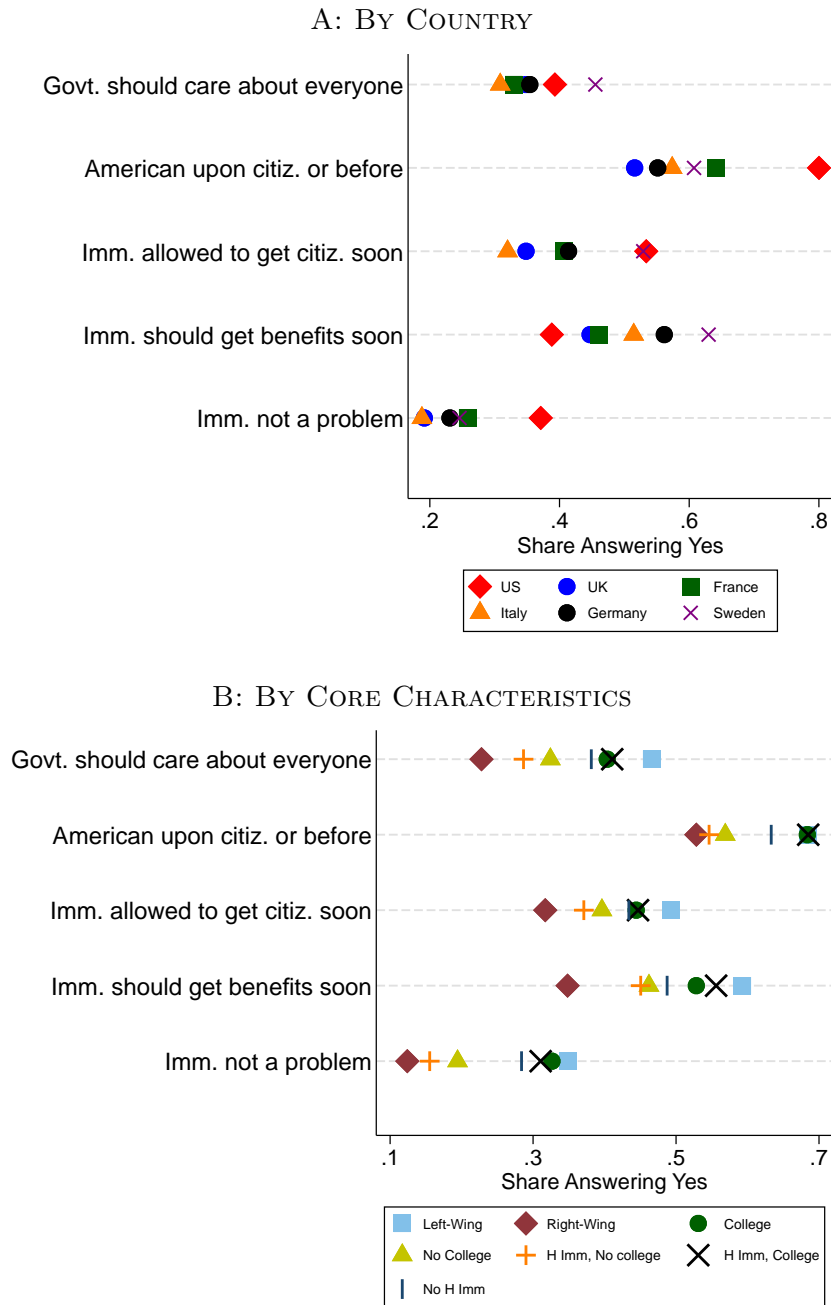 A: By Country
Govt. should care about everyone
American upon citiz. or before
Imm. allowed to get citiz. soon
Imm. should get benefits soon
Imm. not a problem
.2 .4 .6 .8
Share Answering Yes
US UK France
Italy Germany Sweden
B: By Core Characteristics
Govt. should care about everyone
American upon citiz. or before
Imm. allowed to get citiz. soon
Imm. should get benefits soon
Imm. not a problem
.1 .3 .5 .7
Share Answering Yes
Left-Wing Right-Wing College
No College H Imm, No college H Imm, College
No H Imm